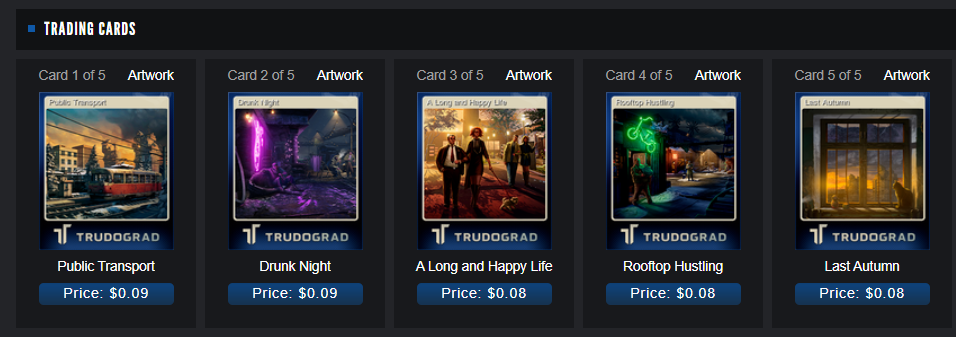 TRADING CARDS
Card 1 of 5 Artwork
Public Transport
TRUDOGRAD
Public Transport
Price: $0.09
Card 2 of 5 Artwork
Drunk Night
TRUDOGRAD
Drunk Night
Price: $0.09
Card 3 of 5 Artwork
A Long and Happy Life
TRUDOGRAD
A Long and Happy Life
Price: $0.08
Card 4 of 5 Artwork
Rooftop Hustling
TRUDOGRAD
Rooftop Hustling
Price: $0.08
Card 5 of 5 Artwork
Last Autumn
TRUDOGRAD
Last Autumn
Price: $0.08